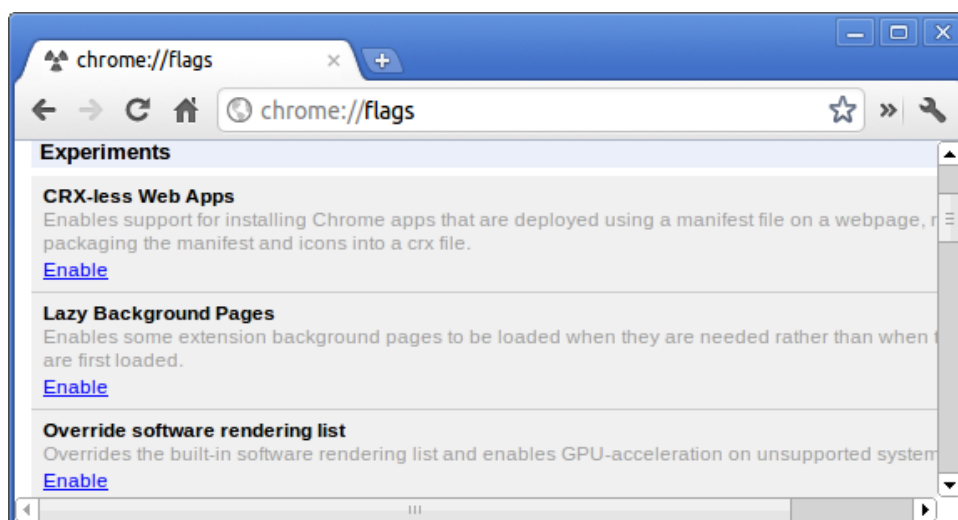 chrome://flags
chrome://flags
Experiments
CRX-less Web Apps
Enables support for installing Chrome apps that are deployed using a manifest file on a webpage,
packaging the manifest and icons into a crx file.
Enable
Lazy Background Pages
Enables some extension background pages to be loaded when they are needed rather than when
are first loaded.
Enable
Override software rendering list
Overrides the built-in software rendering list and enables GPU-acceleration on unsupported system
Enable